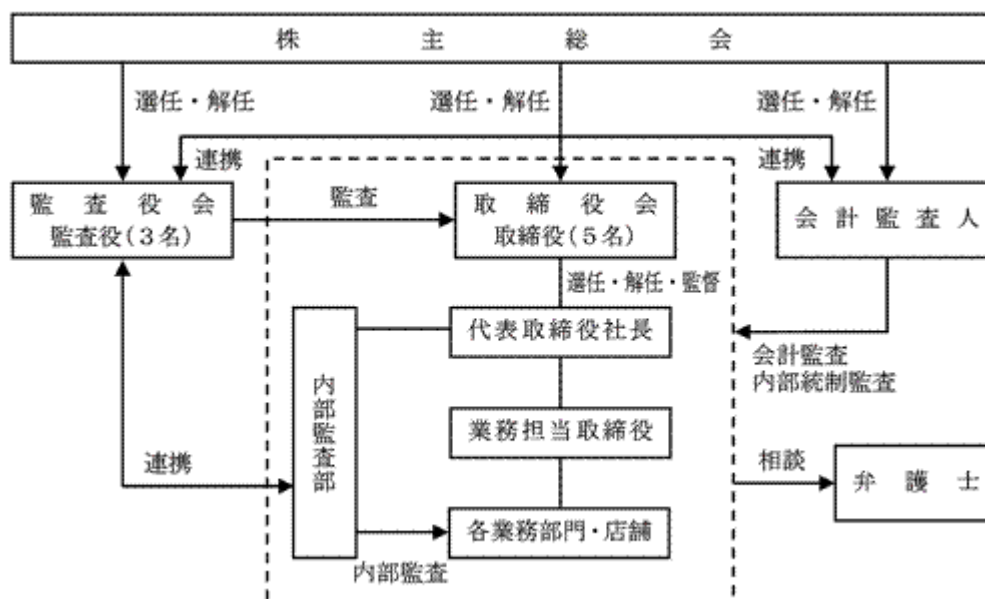 株主総会
選任・解任
選任・解任
選任・解任
連携
連携
監査役会
監査役(3名)
監査
取締役会
取締役(5名)
会計監査人
選任・解任・監督
代表取締役社長
会計監査
内部統制監査
内部監査部
業務担当取締役
連携
相談
弁護士
各業務部門・店舗
内部監査